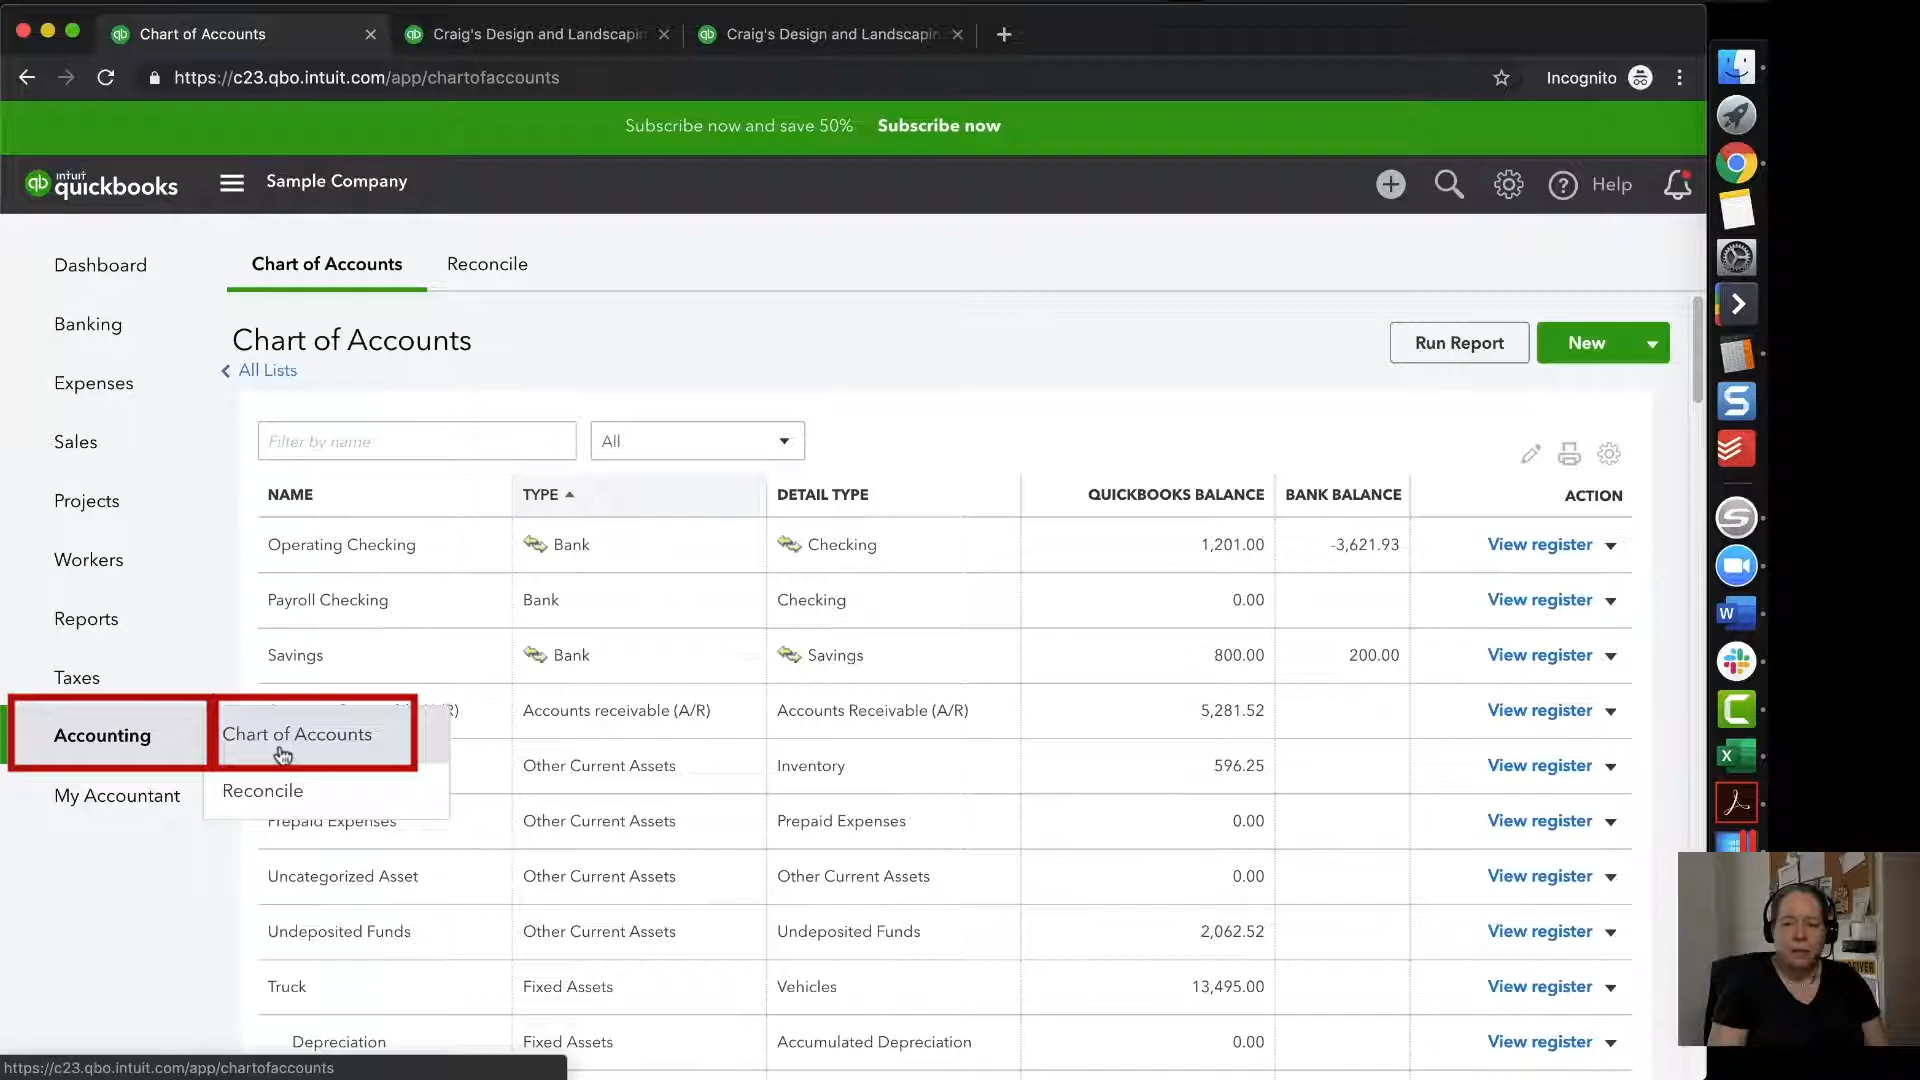 Chart of Accounts
Craig's Design and Landscapin
Craig's Design and Landscapin
https://c23.qbo.intuit.com/app/chartofaccounts
Incognito
Subscribe now and save 50% Subscribe now
intuit
quickbooks
Sample Company
Help
Dashboard
Banking
Expenses
Sales
Projects
Workers
Reports
Taxes
Accounting
My Accountant
Chart of Accounts
Reconcile
Chart of Accounts Reconcile
Chart of Accounts
All Lists
Run Report
New
Filter by name
All
NAME TYPE DETAIL TYPE QUICKBOOKS BALANCE BANK BALANCE ACTION
Operating Checking Bank Checking 1,201.00 -3,621.93 View register
Payroll Checking Bank Checking 0.00 View register
Savings Bank Savings 800.00 200.00 View register
Accounts receivable (A/R) Accounts Receivable (A/R) 5,281.52 View register
Other Current Assets Inventory 596.25 View register
Prepaid Expenses Other Current Assets Prepaid Expenses 0.00 View register
Uncategorized Asset Other Current Assets Other Current Assets 0.00 View register
Undeposited Funds Other Current Assets Undeposited Funds 2,062.52 View register
Truck Fixed Assets Vehicles 13,495.00 View register
Depreciation Fixed Assets Accumulated Depreciation 0.00 View register
https://c23.qbo.intuit.com/app/chartofaccounts